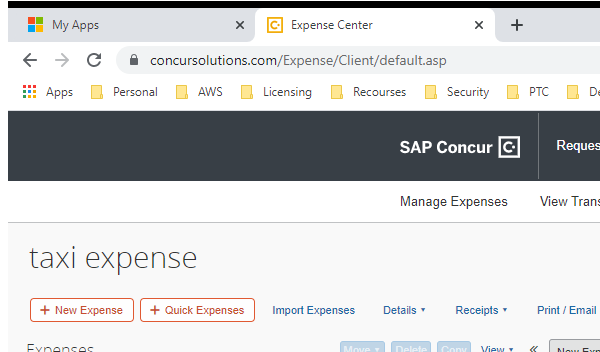 My Apps Expense Center
concursolutions.com/Expense/Client/default.asp
Apps Personal AWS Licensing Recourses Security PTC De
SAP Concur Reques
Manage Expenses View Tran
taxi expense
+ New Expense + Quick Expenses Import Expenses Details Receipts Print / Email
Expenses Move Delete Copy View « New Exp